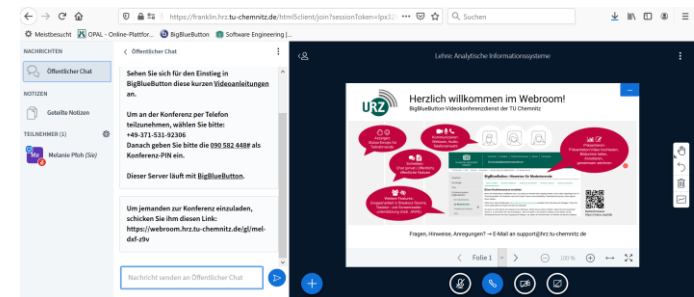 https://franklin.hrz.tu-chemnitz.de/html5client/join?sessionToken=lpx32
Suchen
Meistbesucht
OPAL - Online-Plattfor...
BigBlueButton
Software Engineering |...
NACHRICHTEN
Öffentlicher Chat
NOTIZEN
Geteilte Notizen
TEILNEHMER (1)
Me
Melanie Pfoh (Sie)
Öffentlicher Chat
Sehen Sie sich für den Einstieg in
BigBlueButton diese kurzen Videoanleitungen
an.
Um an der Konferenz per Telefon
teilzunehmen, wählen Sie bitte:
+49-371-531-92306
Danach geben Sie bitte die 090 582 448# als
Konferenz-PIN ein.
Dieser Server läuft mit BigBlueButton.
Um jemanden zur Konferenz einzuladen,
schicken Sie ihm diesen Link:
https://webroom.hrz.tu-chemnitz.de/gl/mel-
Nachricht senden an Öffentlicher Chat
Lehre: Analytische Informationssysteme
URZ
Herzlich willkommen im Webroom!
BigBlueButton-Videokonferenzdienst der TU Chemnitz
Fragen, Hinweise, Anregungen? → E-Mail an support@hrz.tu-chemnitz.de
Folie 1
100%